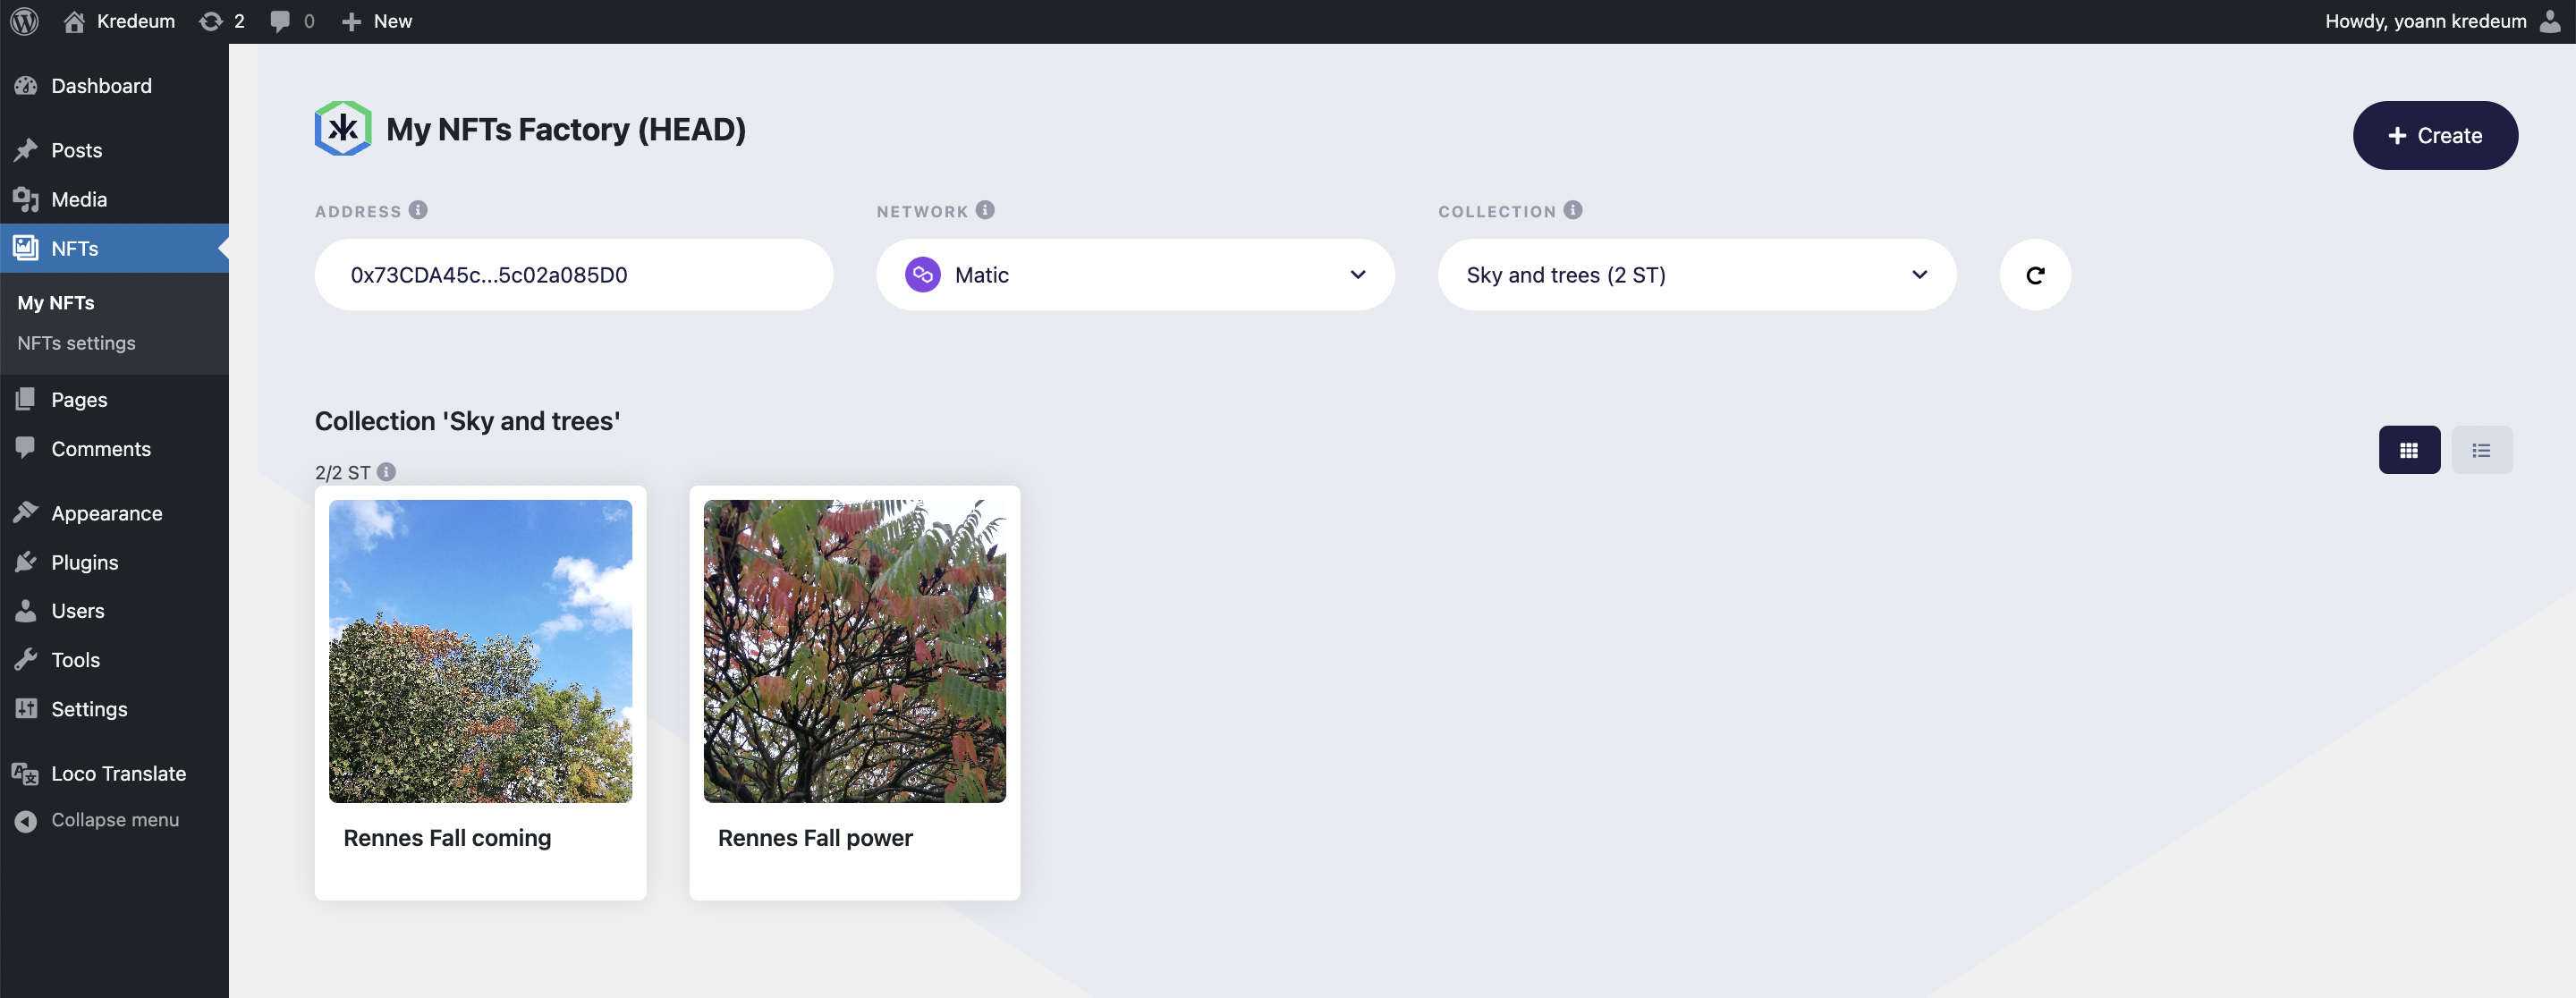 Kredeum
2
0
New
Howdy, yoann kredeum
Dashboard
Posts
Media
NFTs
My NFTs
NFTs settings
Pages
Comments
Appearance
Plugins
Users
Tools
Settings
Loco Translate
Collapse menu
My NFTs Factory (HEAD)
Create
ADDRESS
NETWORK
COLLECTION
0x73CDA45c...5c02a085D0
Matic
Sky and trees (2 ST)
Collection 'Sky and trees'
2/2 ST
Rennes Fall coming
Rennes Fall power